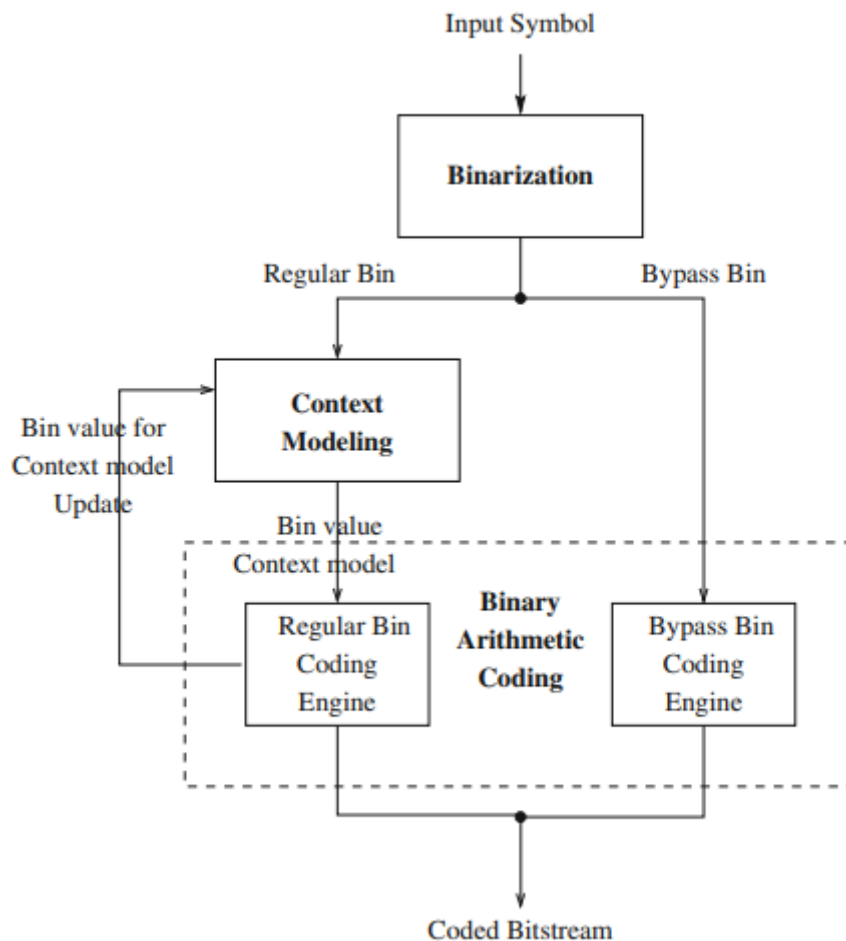 Input Symbol
Binarization
Regular Bin
Bypass Bin
Context
Modeling
Bin value for
Context model
Update
Bin value
Context model
Binary
Arithmetic
Coding
Regular Bin
Coding
Engine
Bypass Bin
Coding
Engine
Coded Bitstream